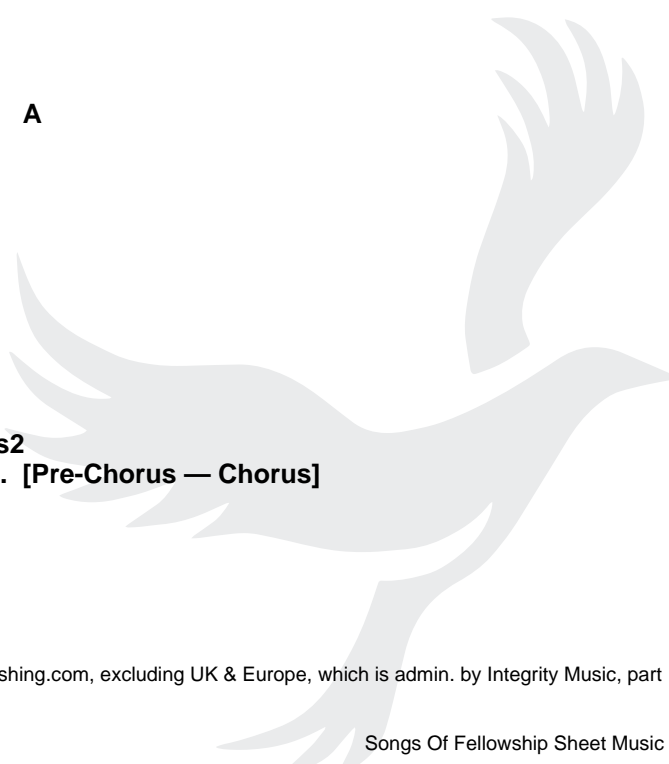 A
s2
. [Pre-Chorus — Chorus]
shing.com, excluding UK & Europe, which is admin. by Integrity Music, part
Songs Of Fellowship Sheet Music